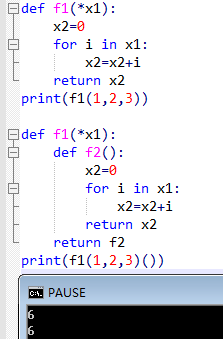 def f1(*x1):
    x2=0
    for i in x1:
        x2=x2+i
    return x2
print(f1(1,2,3))

def f1(*x1):
    def f2():
        x2=0
        for i in x1:
            x2=x2+i
        return x2
    return f2
print(f1(1,2,3)())
C:\. PAUSE
6
6